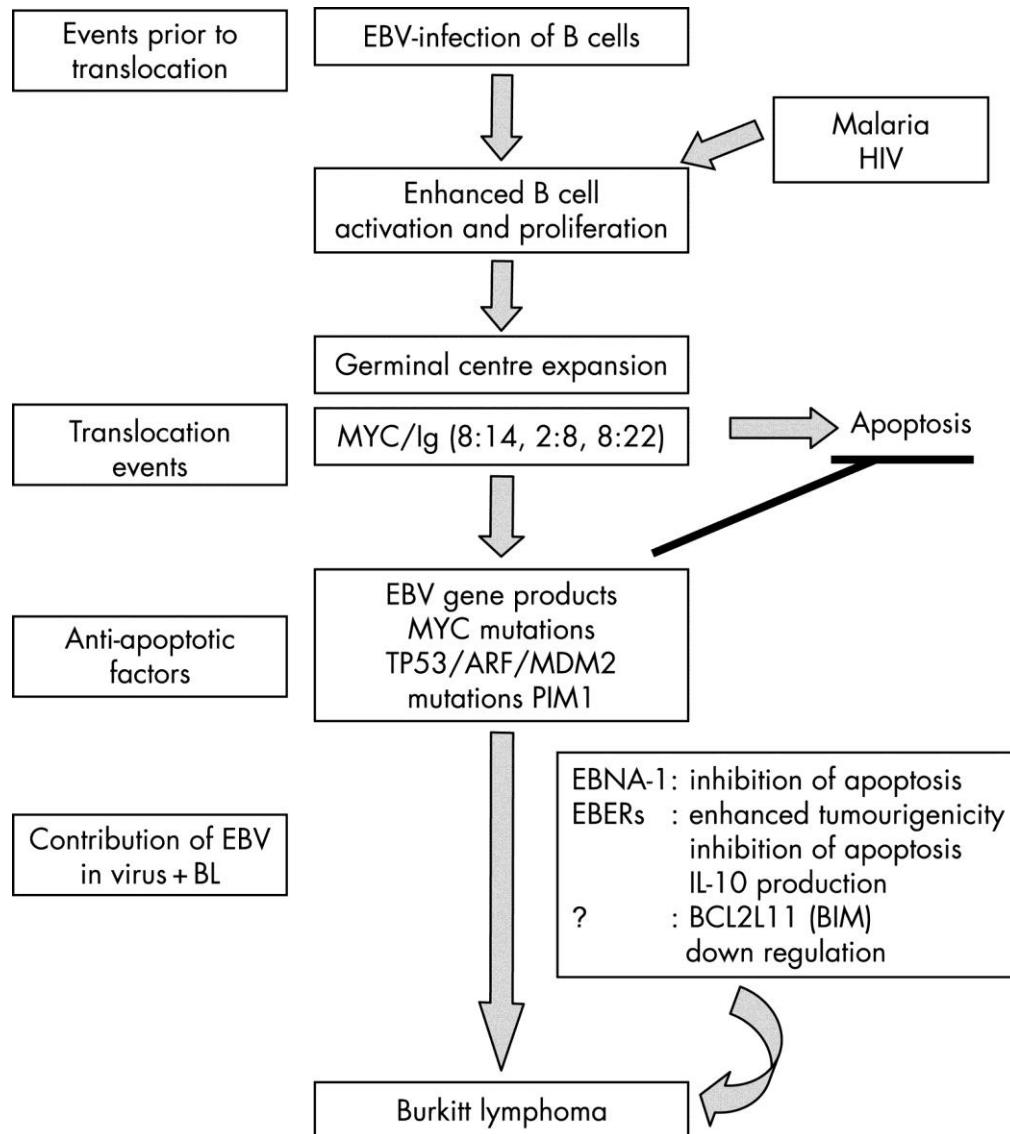 Events prior to
translocation
EBV-infection of B cells
Malaria
HIV
Enhanced B cell
activation and proliferation
Germinal centre expansion
Translocation
events
MYC/Ig (8:14, 2:8, 8:22)
Apoptosis
Anti-apoptotic
factors
EBV gene products
MYC mutations
TP53/ARF/MDM2
mutations PIM1
Contribution of EBV
in virus + BL
EBNA-1: inhibition of apoptosis
EBERs : enhanced tumourigenicity
inhibition of apoptosis
IL-10 production
? : BCL2L11 (BIM)
down regulation
Burkitt lymphoma